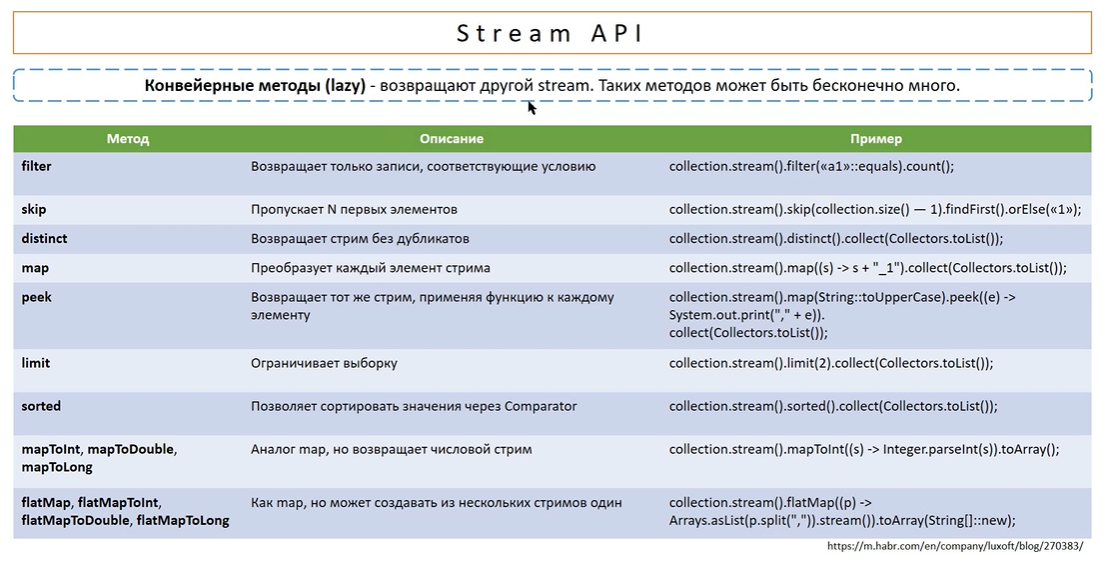 Stream API
Конвейерные методы (lazy) - возвращают другой stream. Таких методов может быть бесконечно много.
Метод Описание Пример
filter Возвращает только записи, соответствующие условию collection.stream().filter(«a1»::equals).count();
skip Пропускает N первых элементов collection.stream().skip(collection.size() — 1).findFirst().orElse(«1»);
distinct Возвращает стрим без дубликатов collection.stream().distinct().collect(Collectors.toList());
map Преобразует каждый элемент стрима collection.stream().map((s) -> s + "_1").collect(Collectors.toList());
peek Возвращает тот же стрим, применяя функцию к каждому collection.stream().map(String::toUpperCase).peek((e) ->
элементу System.out.print("," + e)).
collect(Collectors.toList());
limit Ограничивает выборку collection.stream().limit(2).collect(Collectors.toList());
sorted Позволяет сортировать значения через Comparator collection.stream().sorted().collect(Collectors.toList());
mapToInt, mapToDouble, Аналог map, но возвращает числовой стрим collection.stream().mapToInt((s) -> Integer.parseInt(s)).toArray();
mapToLong
flatMap, flatMapToInt, Как map, но может создавать из нескольких стримов один collection.stream().flatMap((p) ->
flatMapToDouble, flatMapToLong Arrays.asList(p.split(",")).stream()).toArray(String[]::new);
https://m.habr.com/en/company/luxoft/blog/270383/